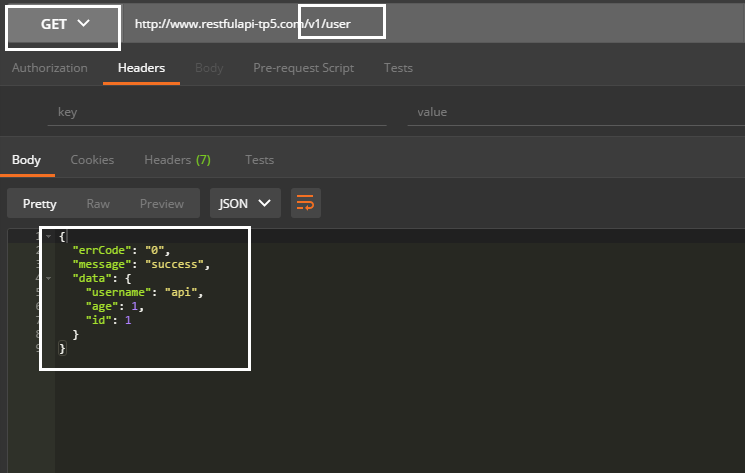 GET http://www.restfulapi-tp5.com/v1/user
Authorization Headers Body Pre-request Script Tests
key value
Body Cookies Headers (7) Tests
Pretty Raw Preview JSON
1 {
2 "errCode": "0",
3 "message": "success",
4 "data": {
5 "username": "api",
6 "age": 1,
7 "id": 1
8 }
9 }